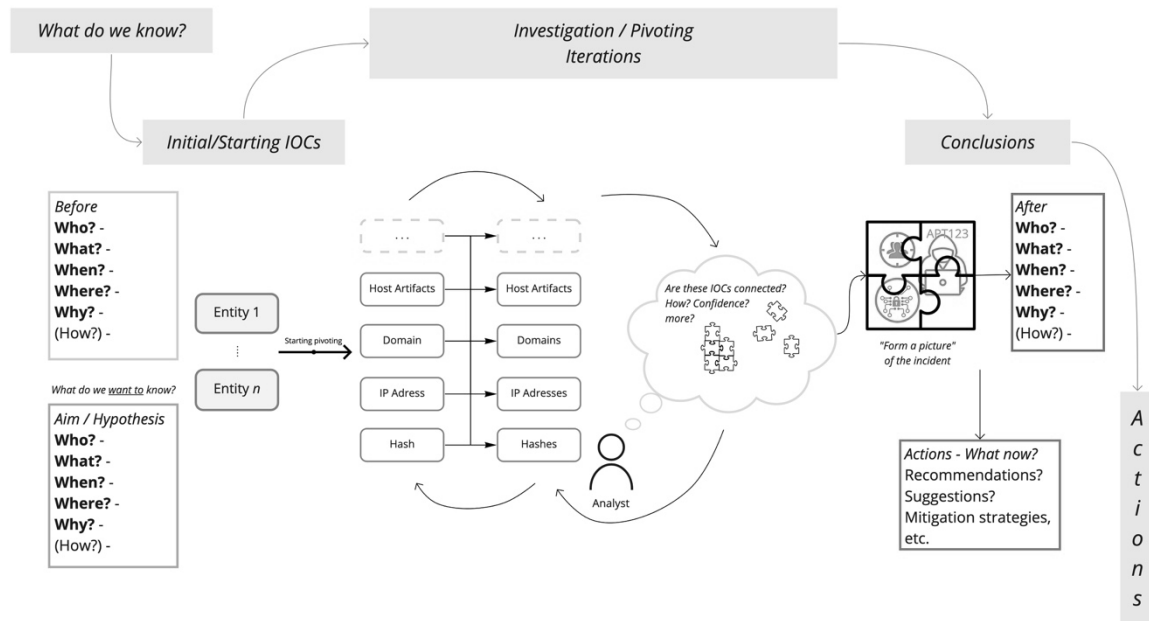 What do we know?
Investigation / Pivoting
Iterations
Initial/Starting IOCs
Conclusions
Before
Who? -
What? -
When? -
Where? -
Why? -
(How?) -
What do we want to know?
Aim / Hypothesis
Who? -
What? -
When? -
Where? -
Why? -
(How?) -
Entity 1
Entity n
Starting pivoting
...
Host Artifacts
Domain
IP Adress
Hash
...
Host Artifacts
Domains
IP Adresses
Hashes
Analyst
Are these IOCs connected?
How? Confidence?
more?
APT123
"Form a picture"
of the incident
After
Who? -
What? -
When? -
Where? -
Why? -
(How?) -
Actions - What now?
Recommendations?
Suggestions?
Mitigation strategies,
etc.
A
c
t
i
o
n
s